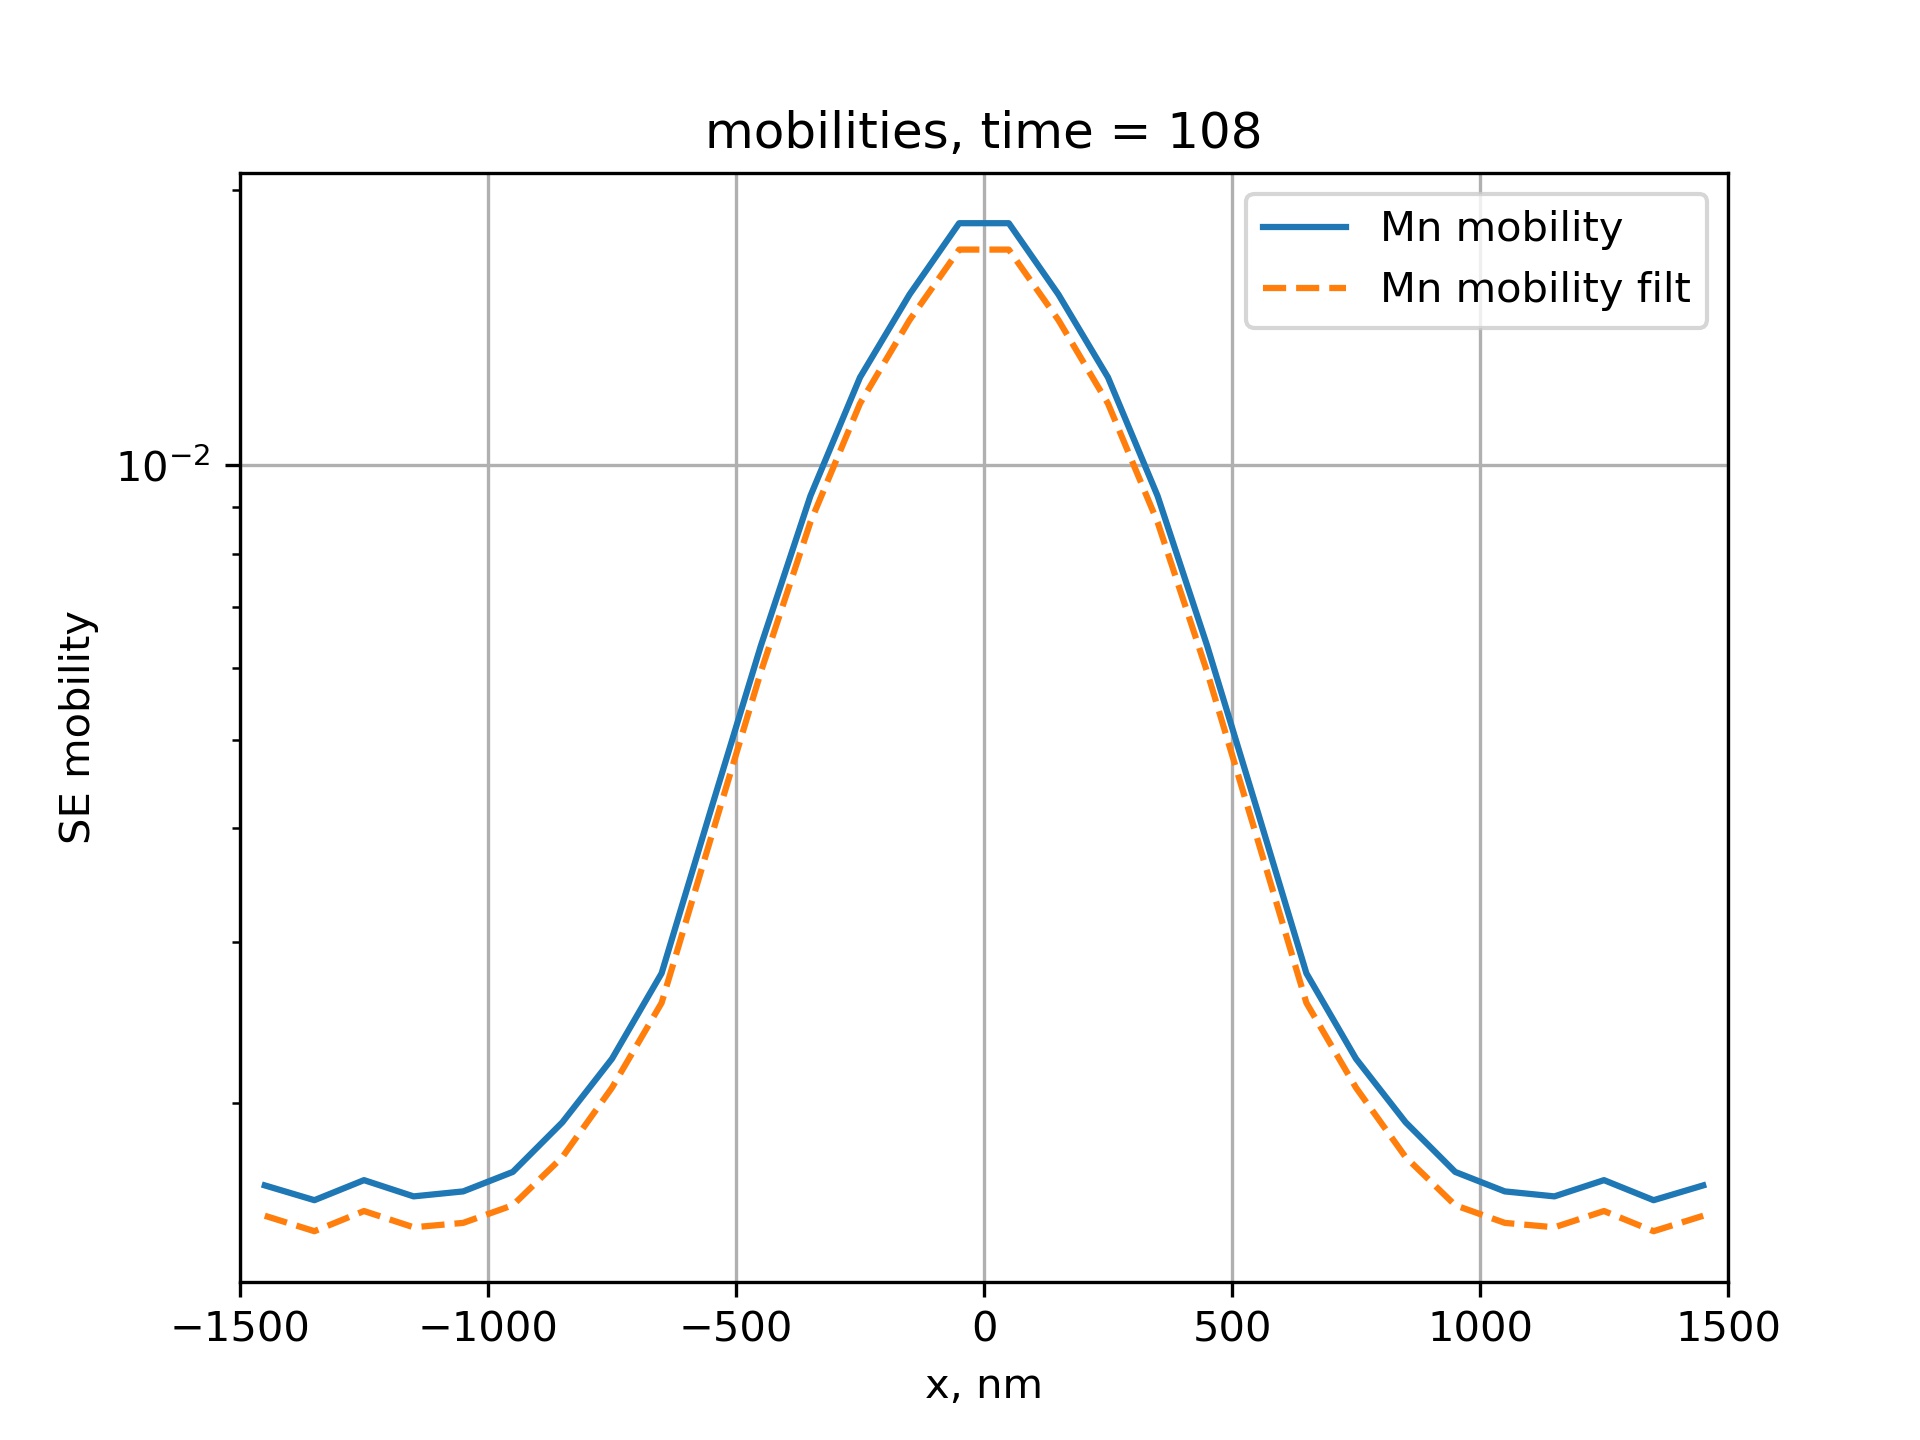 mobilities, time = 108
Mn mobility
Mn mobility filt
10⁻²
SE mobility
−1500 −1000 −500 0 500 1000 1500
x, nm